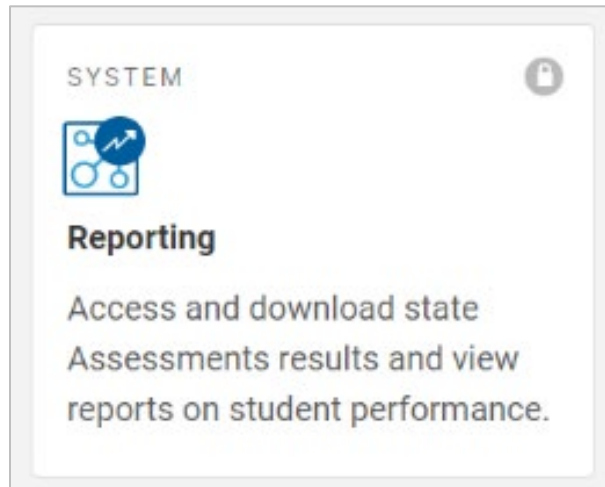 SYSTEM
Reporting
Access and download state
Assessments results and view
reports on student performance.